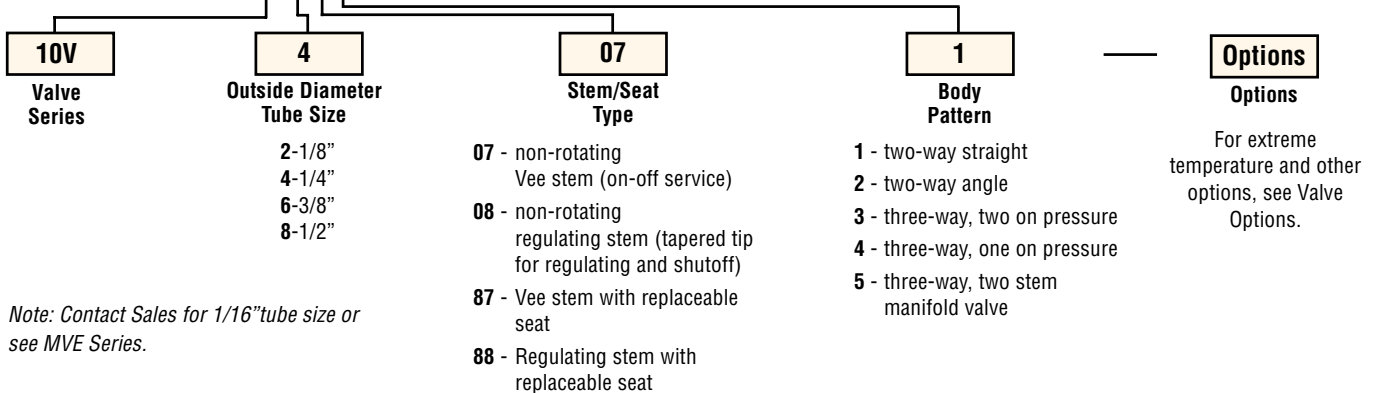 10V
Valve
Series
4
Outside Diameter
Tube Size
2-1/8”
4-1/4”
6-3/8”
8-1/2”
Note: Contact Sales for 1/16”tube size or
see MVE Series.
07
Stem/Seat
Type
07 - non-rotating
Vee stem (on-off service)
08 - non-rotating
regulating stem (tapered tip
for regulating and shutoff)
87 - Vee stem with replaceable
seat
88 - Regulating stem with
replaceable seat
1
Body
Pattern
1 - two-way straight
2 - two-way angle
3 - three-way, two on pressure
4 - three-way, one on pressure
5 - three-way, two stem
manifold valve
Options
Options
For extreme
temperature and other
options, see Valve
Options.